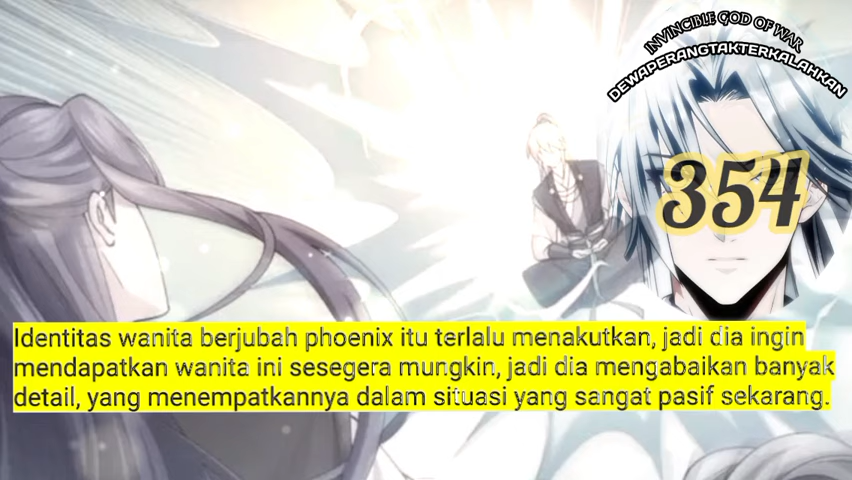 INVINCIBLE GOD OF WAR
DEWAPERANGTAKTERKALAHKAN
354
Identitas wanita berjubah phoenix itu terlalu menakutkan, jadi dia ingin
mendapatkan wanita ini sesegera mungkin, jadi dia mengabaikan banyak
detail, yang menempatkannya dalam situasi yang sangat pasif sekarang.